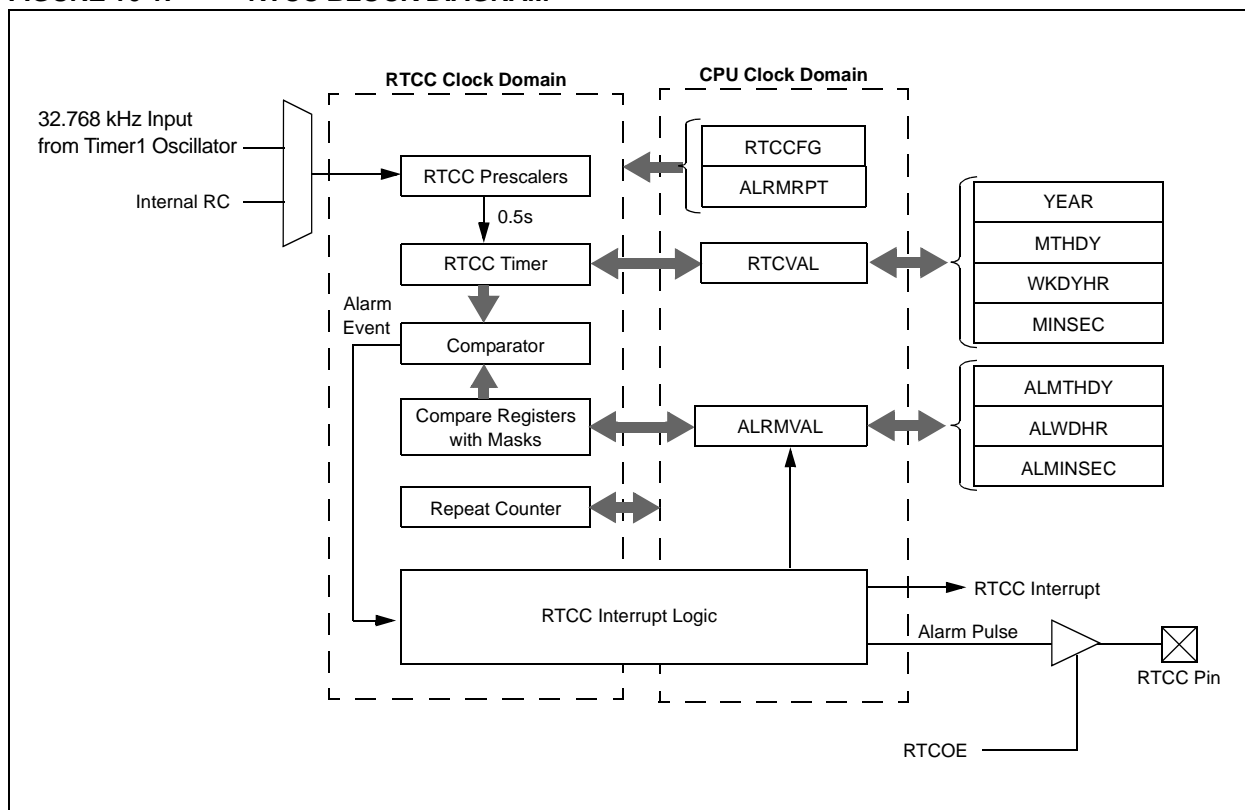 RTCC Clock Domain
CPU Clock Domain
32.768 kHz Input
from Timer1 Oscillator
Internal RC
RTCC Prescalers
0.5s
RTCC Timer
Alarm
Event
Comparator
Compare Registers
with Masks
Repeat Counter
RTCC Interrupt Logic
RTCCFG
ALRMRPT
RTCVAL
ALRMVAL
YEAR
MTHDY
WKDYHR
MINSEC
ALMTHDY
ALWDHR
ALMINSEC
RTCC Interrupt
Alarm Pulse
RTCC Pin
RTCOE